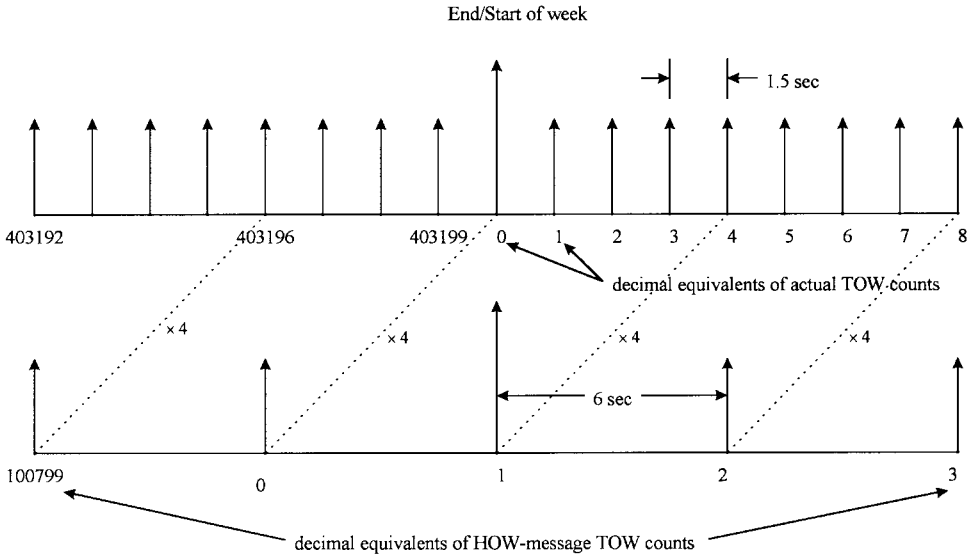 End/Start of week
1.5 sec
403192 403196 403199 0 1 2 3 4 5 6 7 8
decimal equivalents of actual TOW counts
× 4 × 4 × 4 × 4
6 sec
100799 0 1 2 3
decimal equivalents of HOW-message TOW counts